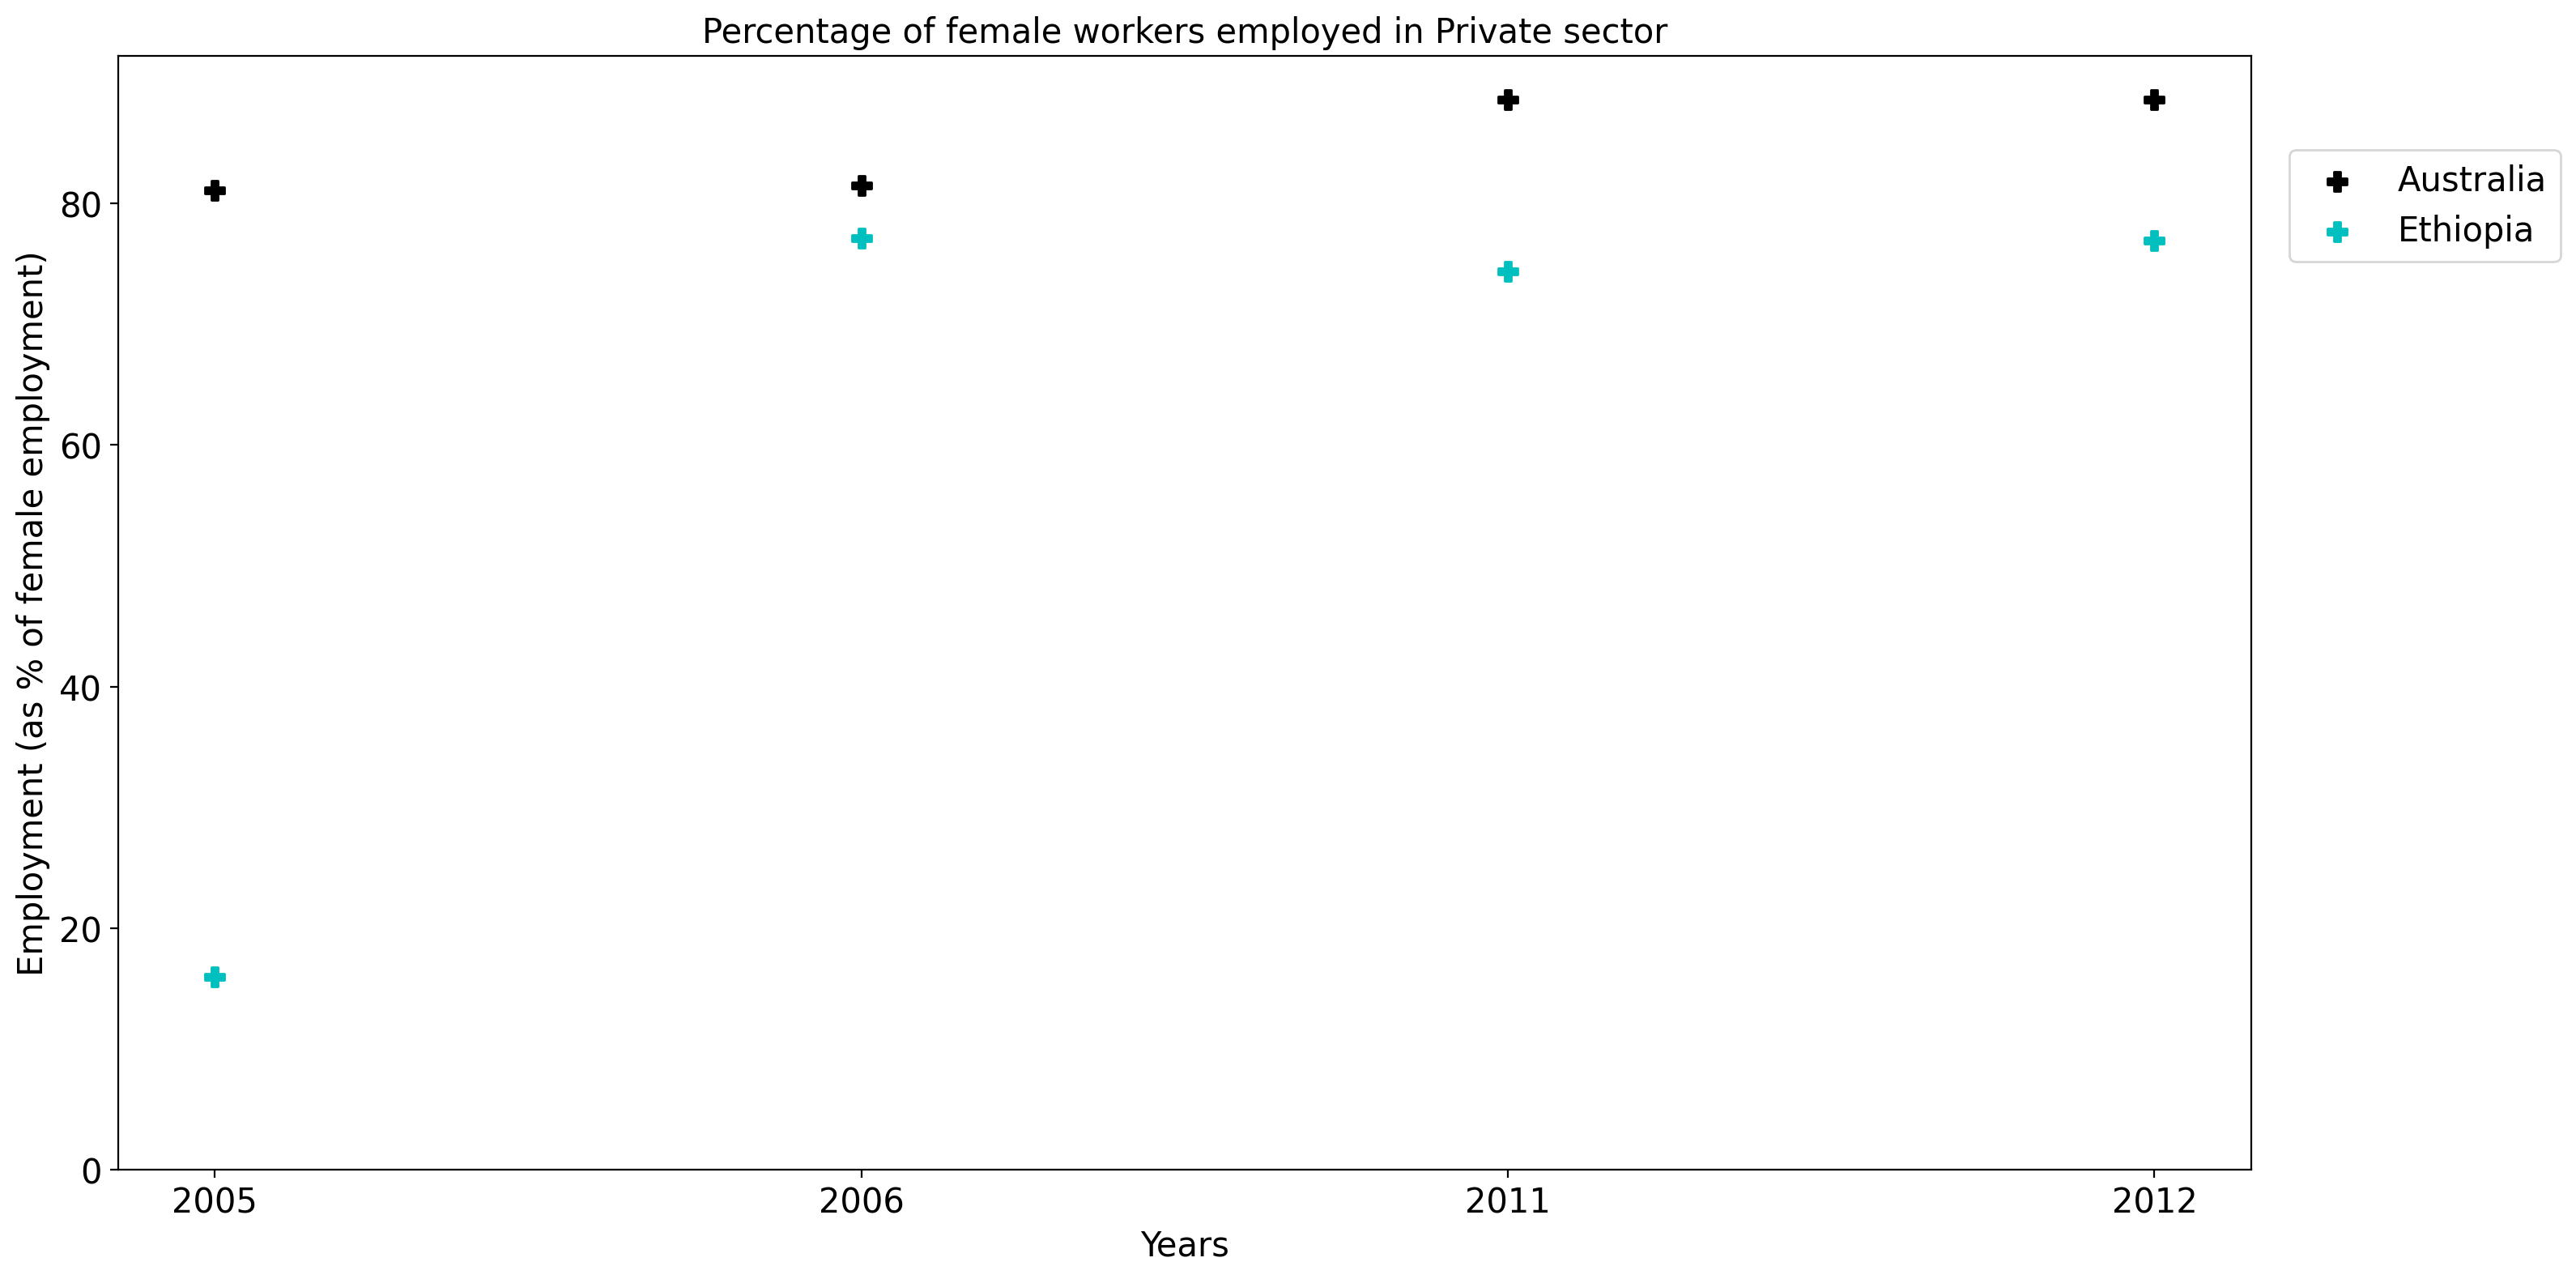 Percentage of female workers employed in Private sector
Employment (as % of female employment)
80
60
40
20
0
2005 2006 2011 2012
Years
Australia
Ethiopia